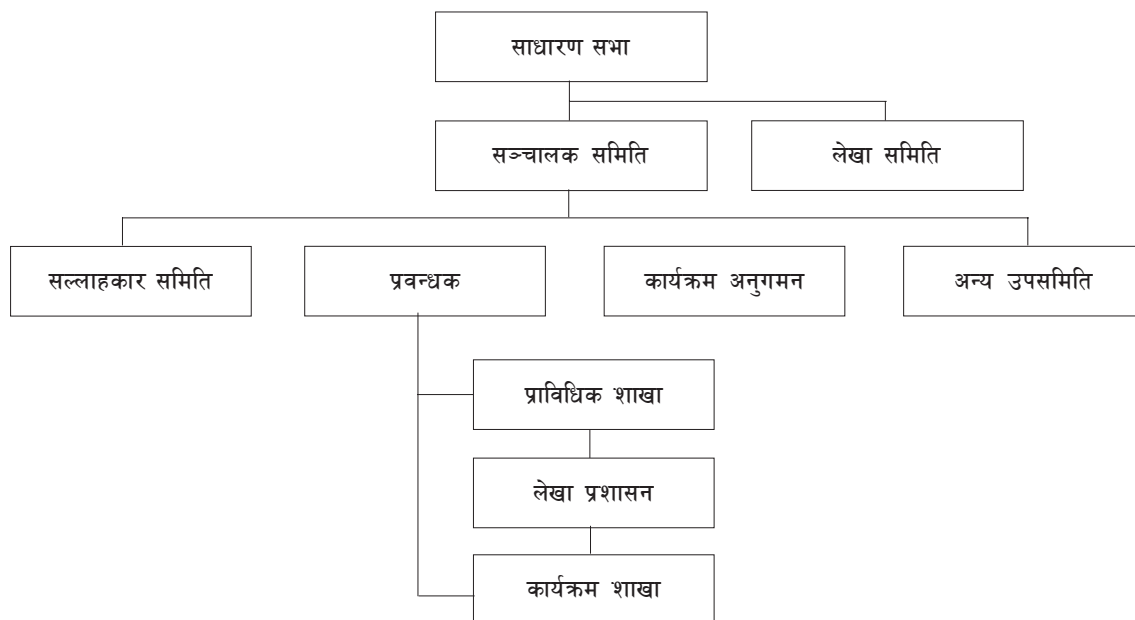 साधारण सभा
सञ्चालक समिति
लेखा समिति
सल्लाहकार समिति
प्रवन्धक
कार्यक्रम अनुगमन
अन्य उपसमिति
प्राविधिक शाखा
लेखा प्रशासन
कार्यक्रम शाखा